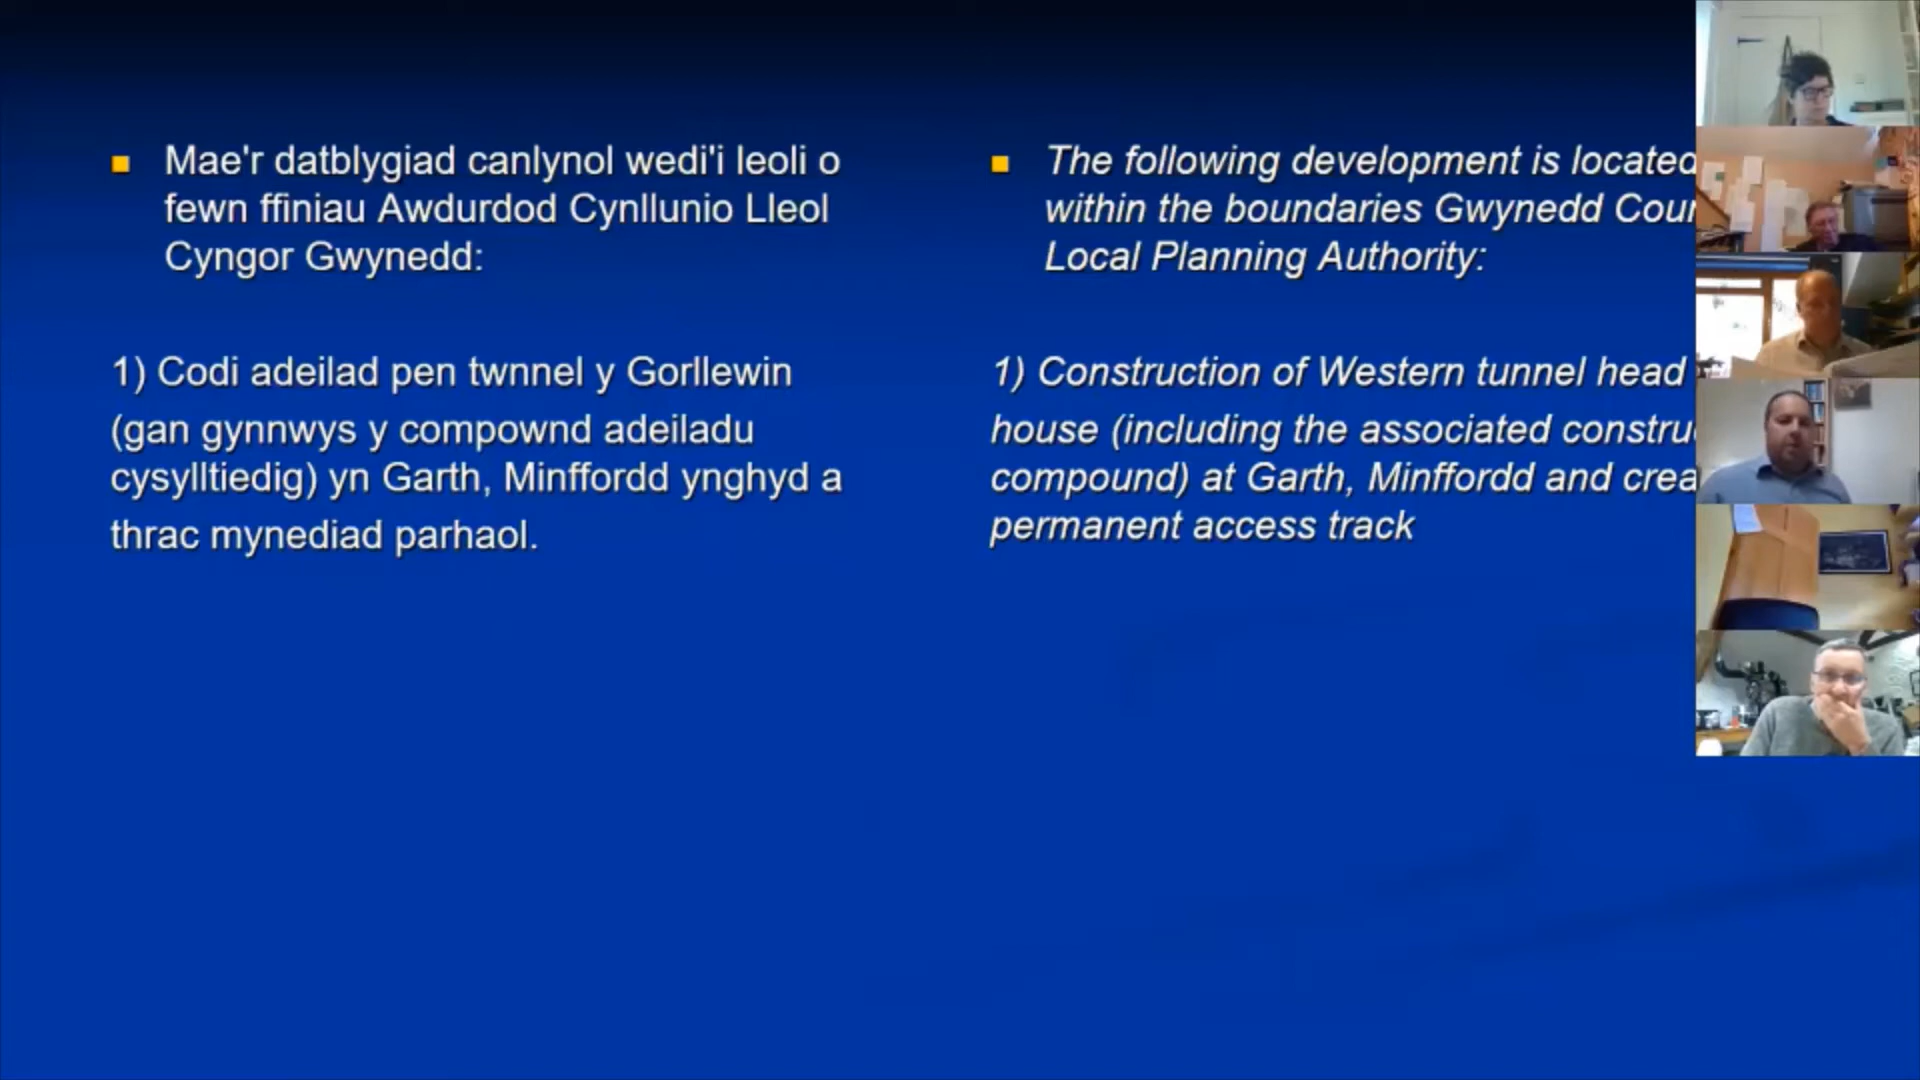 Mae'r datblygiad canlynol wedi'i leoli o
fewn ffiniau Awdurdod Cynllunio Lleol
Cyngor Gwynedd:
1) Codi adeilad pen twnnel y Gorllewin
(gan gynnwys y compownd adeiladu
cysylltiedig) yn Garth, Minffordd ynghyd a
thrac mynediad parhaol.
The following development is located
within the boundaries Gwynedd
Local Planning Authority:
1) Construction of Western tunnel head
house (including the associated
compound) at Garth, Minffordd and
permanent access track